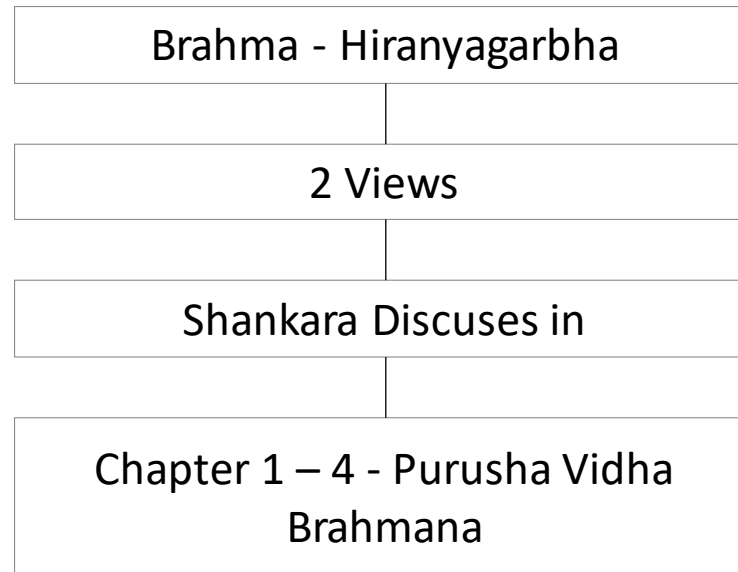 Brahma - Hiranyagarbha
2 Views
Shankara Discuses in
Chapter 1 – 4 - Purusha Vidha
Brahmana